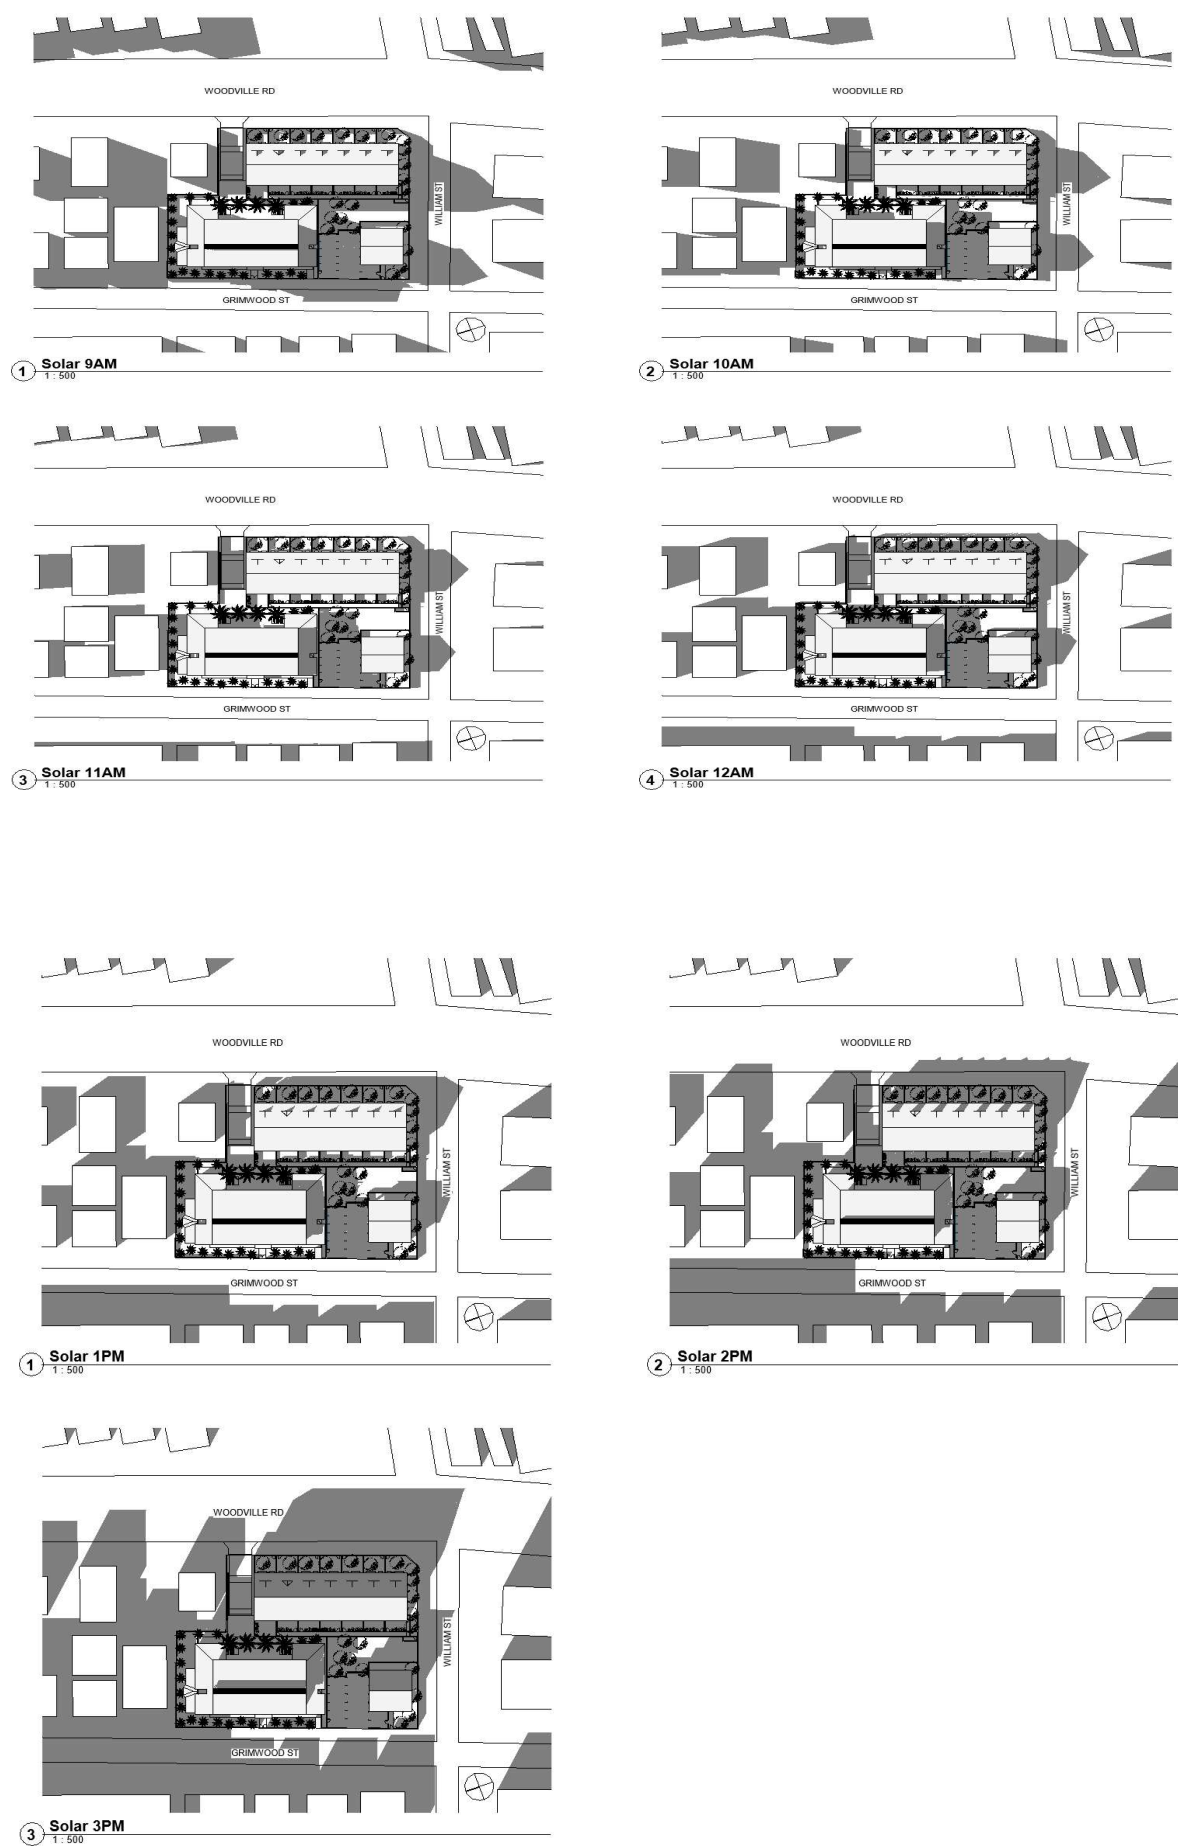 WOODVILLE RD
WILLIAM ST
GRIMWOOD ST
1 Solar 9AM
1 : 500
WOODVILLE RD
WILLIAM ST
GRIMWOOD ST
2 Solar 10AM
1 : 500
WOODVILLE RD
WILLIAM ST
GRIMWOOD ST
3 Solar 11AM
1 : 500
WOODVILLE RD
WILLIAM ST
GRIMWOOD ST
4 Solar 12AM
1 : 500
WOODVILLE RD
WILLIAM ST
GRIMWOOD ST
1 Solar 1PM
1 : 500
WOODVILLE RD
WILLIAM ST
GRIMWOOD ST
2 Solar 2PM
1 : 500
WOODVILLE RD
WILLIAM ST
GRIMWOOD ST
3 Solar 3PM
1 : 500